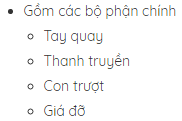 • Gồm các bộ phận chính
○ Tay quay
○ Thanh truyền
○ Con trượt
○ Giá đỡ